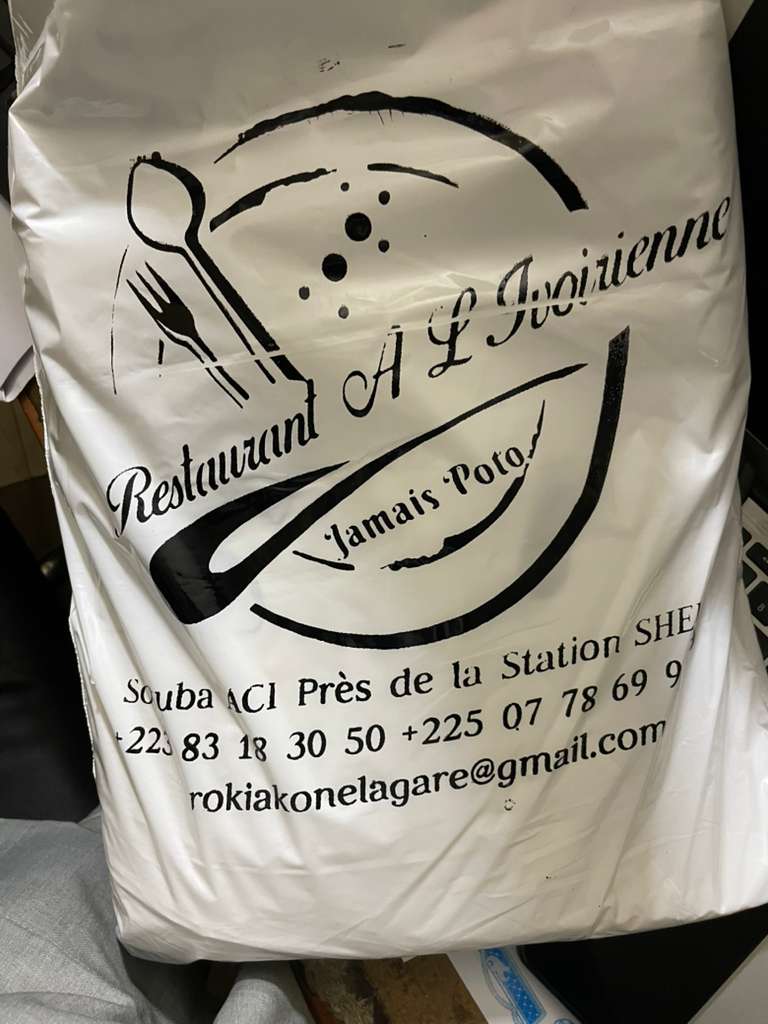 Restaurant A L Ivoirienne
Jamais Poto
Souba ACI Près de la Station SHE
+223 83 18 30 50 +225 07 78 69 9
rokiakonelagare@gmail.com